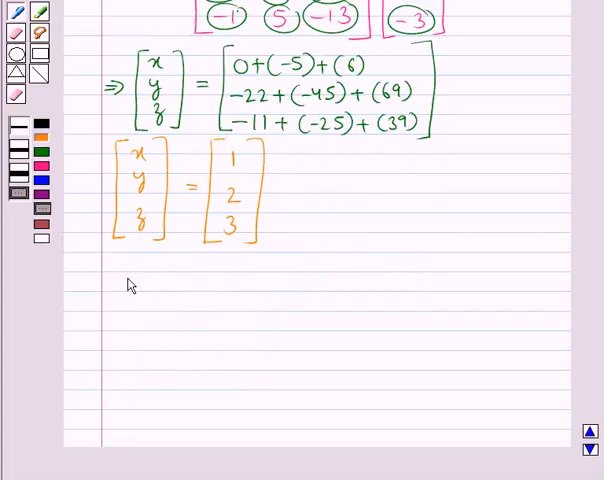 -1 5 -13 -3
⇒ [x y z] = [0+(-5)+(6)
-22+(-45)+(69)
-11+(-25)+(39)]
[x y z] = [1 2 3]